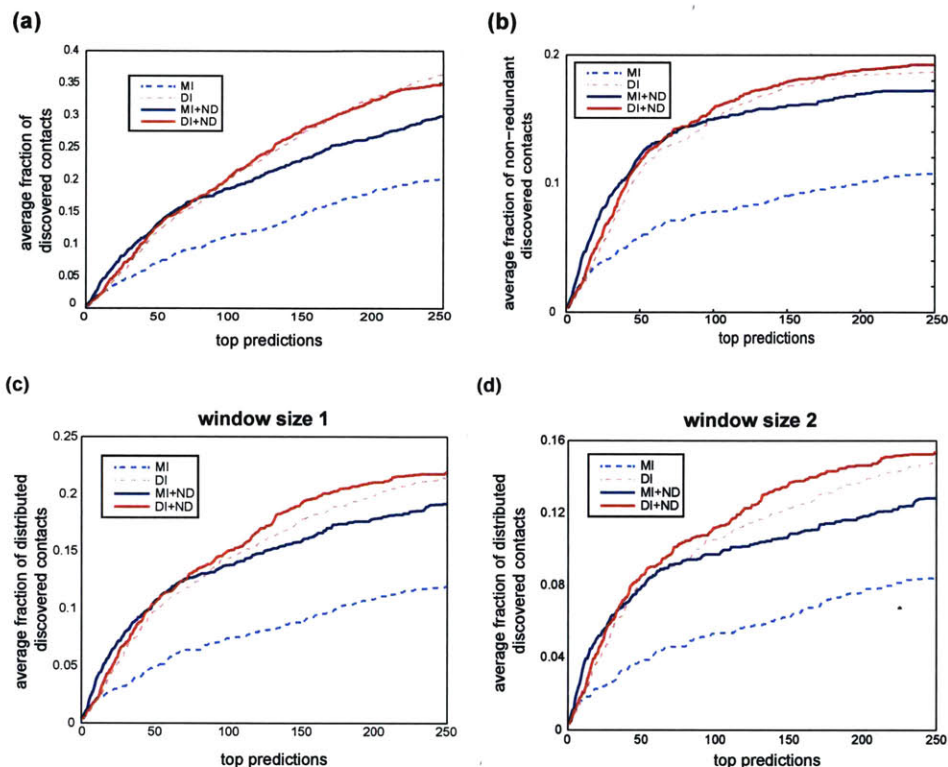 (a)
0.4
0.35
0.3
0.25
0.2
0.15
0.1
0.05
0
0
50
100
150
200
250
MI
DI
MI+ND
DI+ND
average fraction of
discovered contacts
top predictions
(b)
0.2
0.1
0
0
50
100
150
200
250
MI
DI
MI+ND
DI+ND
average fraction of non-redundant
discovered contacts
top predictions
(c)
window size 1
0.25
0.2
0.15
0.1
0.05
0
0
50
100
150
200
250
MI
DI
MI+ND
DI+ND
average fraction of distributed
discovered contacts
top predictions
(d)
window size 2
0.16
0.12
0.08
0.04
0
0
50
100
150
200
250
MI
DI
MI+ND
DI+ND
average fraction of distributed
discovered contacts
top predictions